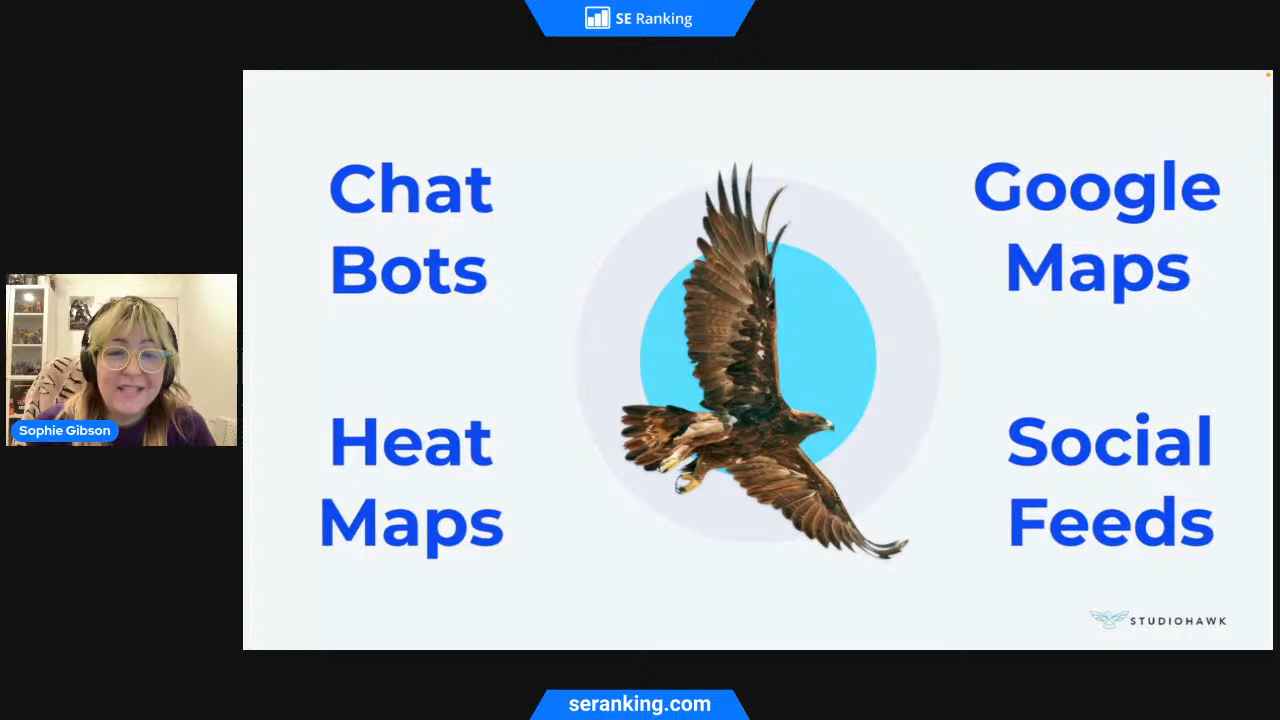 SE Ranking
Chat
Bots
Google
Maps
Heat
Maps
Social
Feeds
Sophie Gibson
STUDIOHAWK
seranking.com